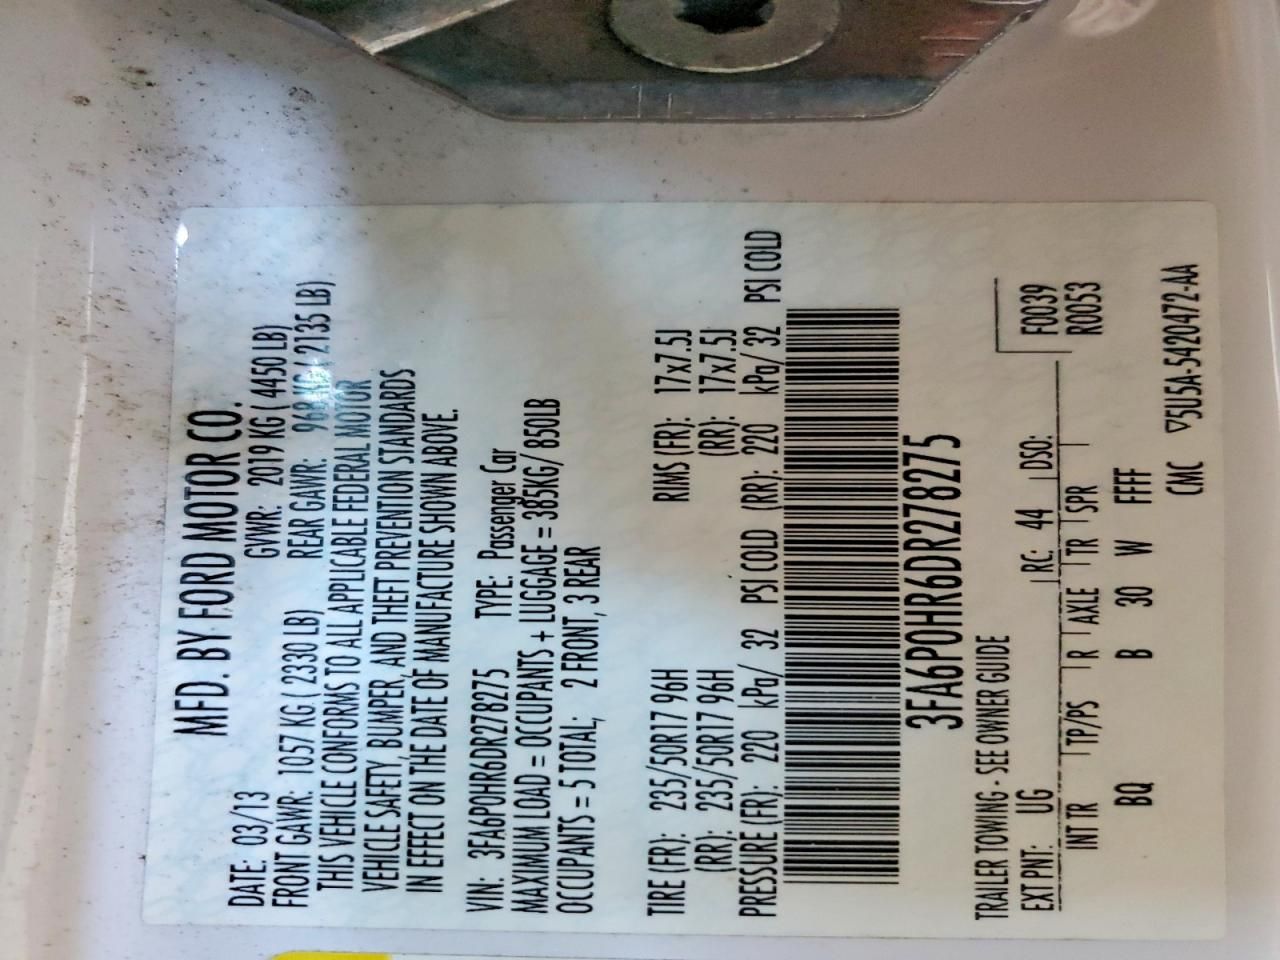 MFD. BY FORD MOTOR CO.
DATE: 03/13 GVWR: 2019 KG ( 4450 LB)
FRONT GAWR: 1057 KG ( 2330 LB) REAR GAWR: 968 KG ( 2135 LB)
THIS VEHICLE CONFORMS TO ALL APPLICABLE FEDERAL MOTOR
VEHICLE SAFETY, BUMPER, AND THEFT PREVENTION STANDARDS
IN EFFECT ON THE DATE OF MANUFACTURE SHOWN ABOVE.
VIN: 3FA6P0HR6DR278275 TYPE: Passenger Car
MAXIMUM LOAD = OCCUPANTS + LUGGAGE = 385KG/ 850LB
OCCUPANTS = 5 TOTAL; 2 FRONT, 3 REAR
TIRE (FR): 235/50R17 96H RIMS (FR): 17x7.5J
(RR): 235/50R17 96H (RR): 17x7.5J
PRESSURE (FR): 220 kPa/ 32 PSI COLD (RR): 220 kPa/ 32 PSI COLD
3FA6P0HR6DR278275
TRAILER TOWING - SEE OWNER GUIDE
EXT PNT: UG RC: 44 DSO: F0039
R0053
INT TR TP/PS R AXLE TR SPR
BQ B 30 W FFFF
CMC ▽5U5A-5420472-AA